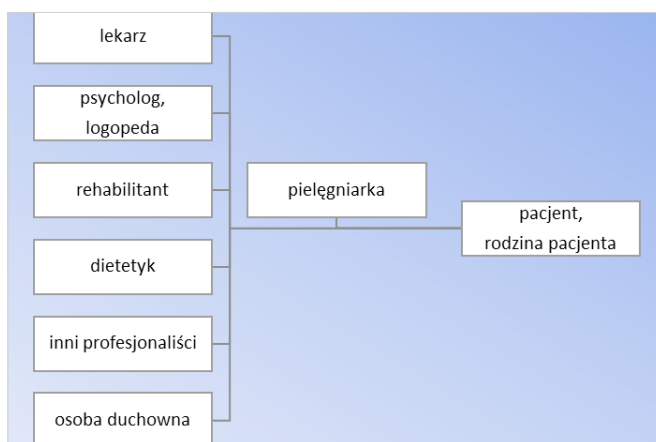 lekarz
psycholog,
logopeda
rehabilitant
dietetyk
inni profesjonaliści
osoba duchowna
pielęgniarka
pacjent,
rodzina pacjenta